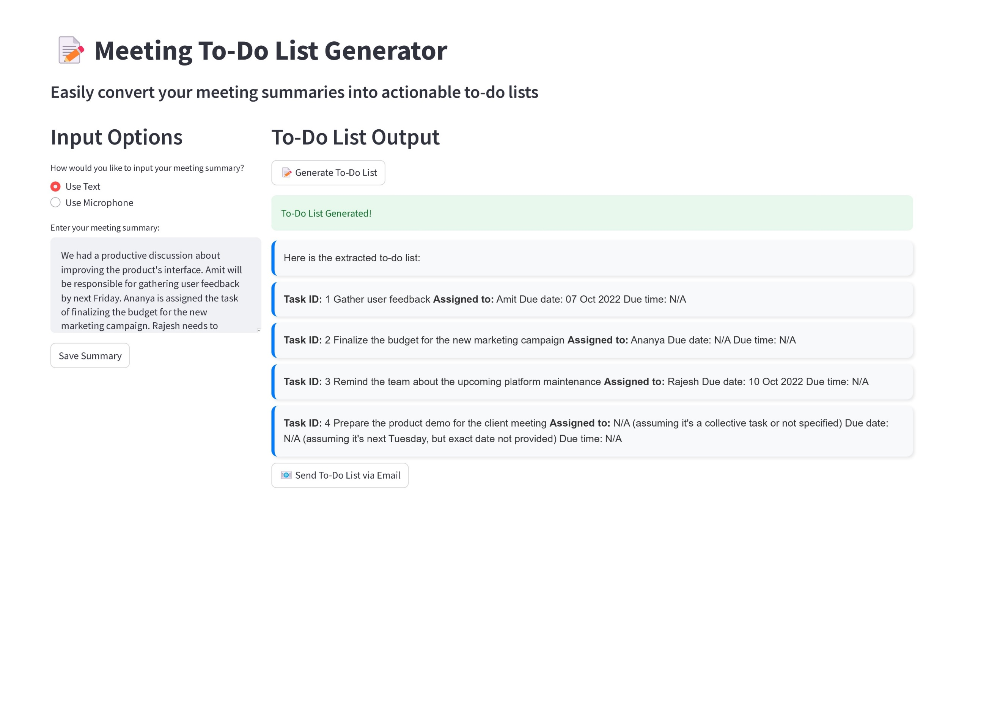 Meeting To-Do List Generator
Easily convert your meeting summaries into actionable to-do lists
Input Options
How would you like to input your meeting summary?
Use Text
Use Microphone
Enter your meeting summary:
We had a productive discussion about
improving the product's interface. Amit will
be responsible for gathering user feedback
by next Friday. Ananya is assigned the task
of finalizing the budget for the new
marketing campaign. Rajesh needs to
Save Summary
To-Do List Output
Generate To-Do List
To-Do List Generated!
Here is the extracted to-do list:
Task ID: 1 Gather user feedback Assigned to: Amit Due date: 07 Oct 2022 Due time: N/A
Task ID: 2 Finalize the budget for the new marketing campaign Assigned to: Ananya Due date: N/A Due time: N/A
Task ID: 3 Remind the team about the upcoming platform maintenance Assigned to: Rajesh Due date: 10 Oct 2022 Due time: N/A
Task ID: 4 Prepare the product demo for the client meeting Assigned to: N/A (assuming it's a collective task or not specified) Due date:
N/A (assuming it's next Tuesday, but exact date not provided) Due time: N/A
Send To-Do List via Email